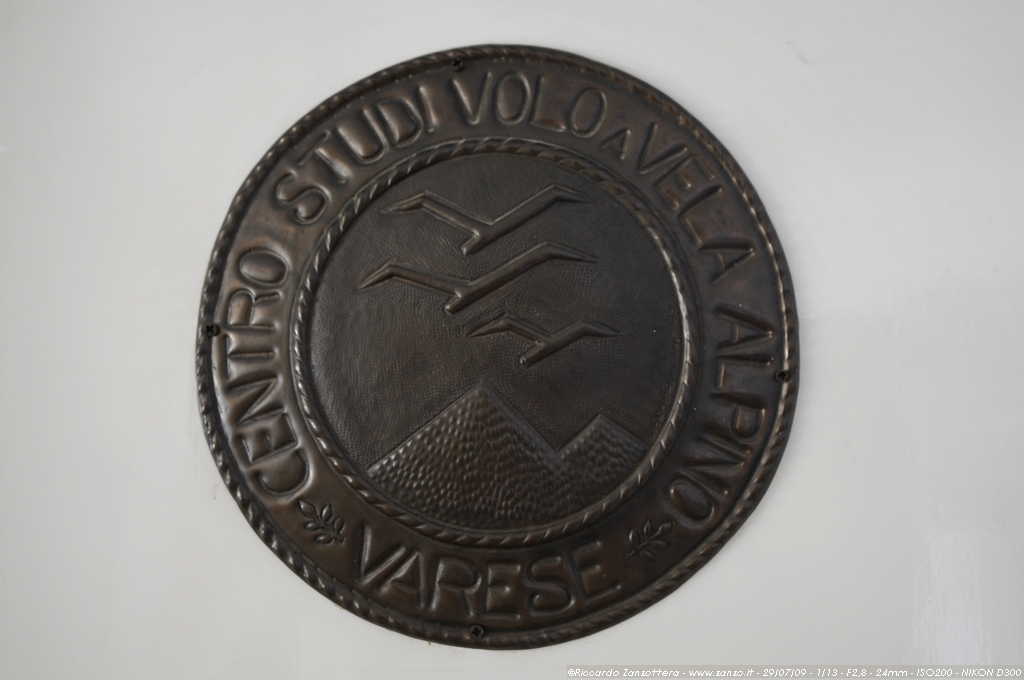 CENTRO STUDI VOLO A VELA ALPINO
VARESE
©Riccardo Zanzottera - www.zanzo.it - 29/07/09 - 1/13 - F2,8 - 24mm - ISO200 - NIKON D300